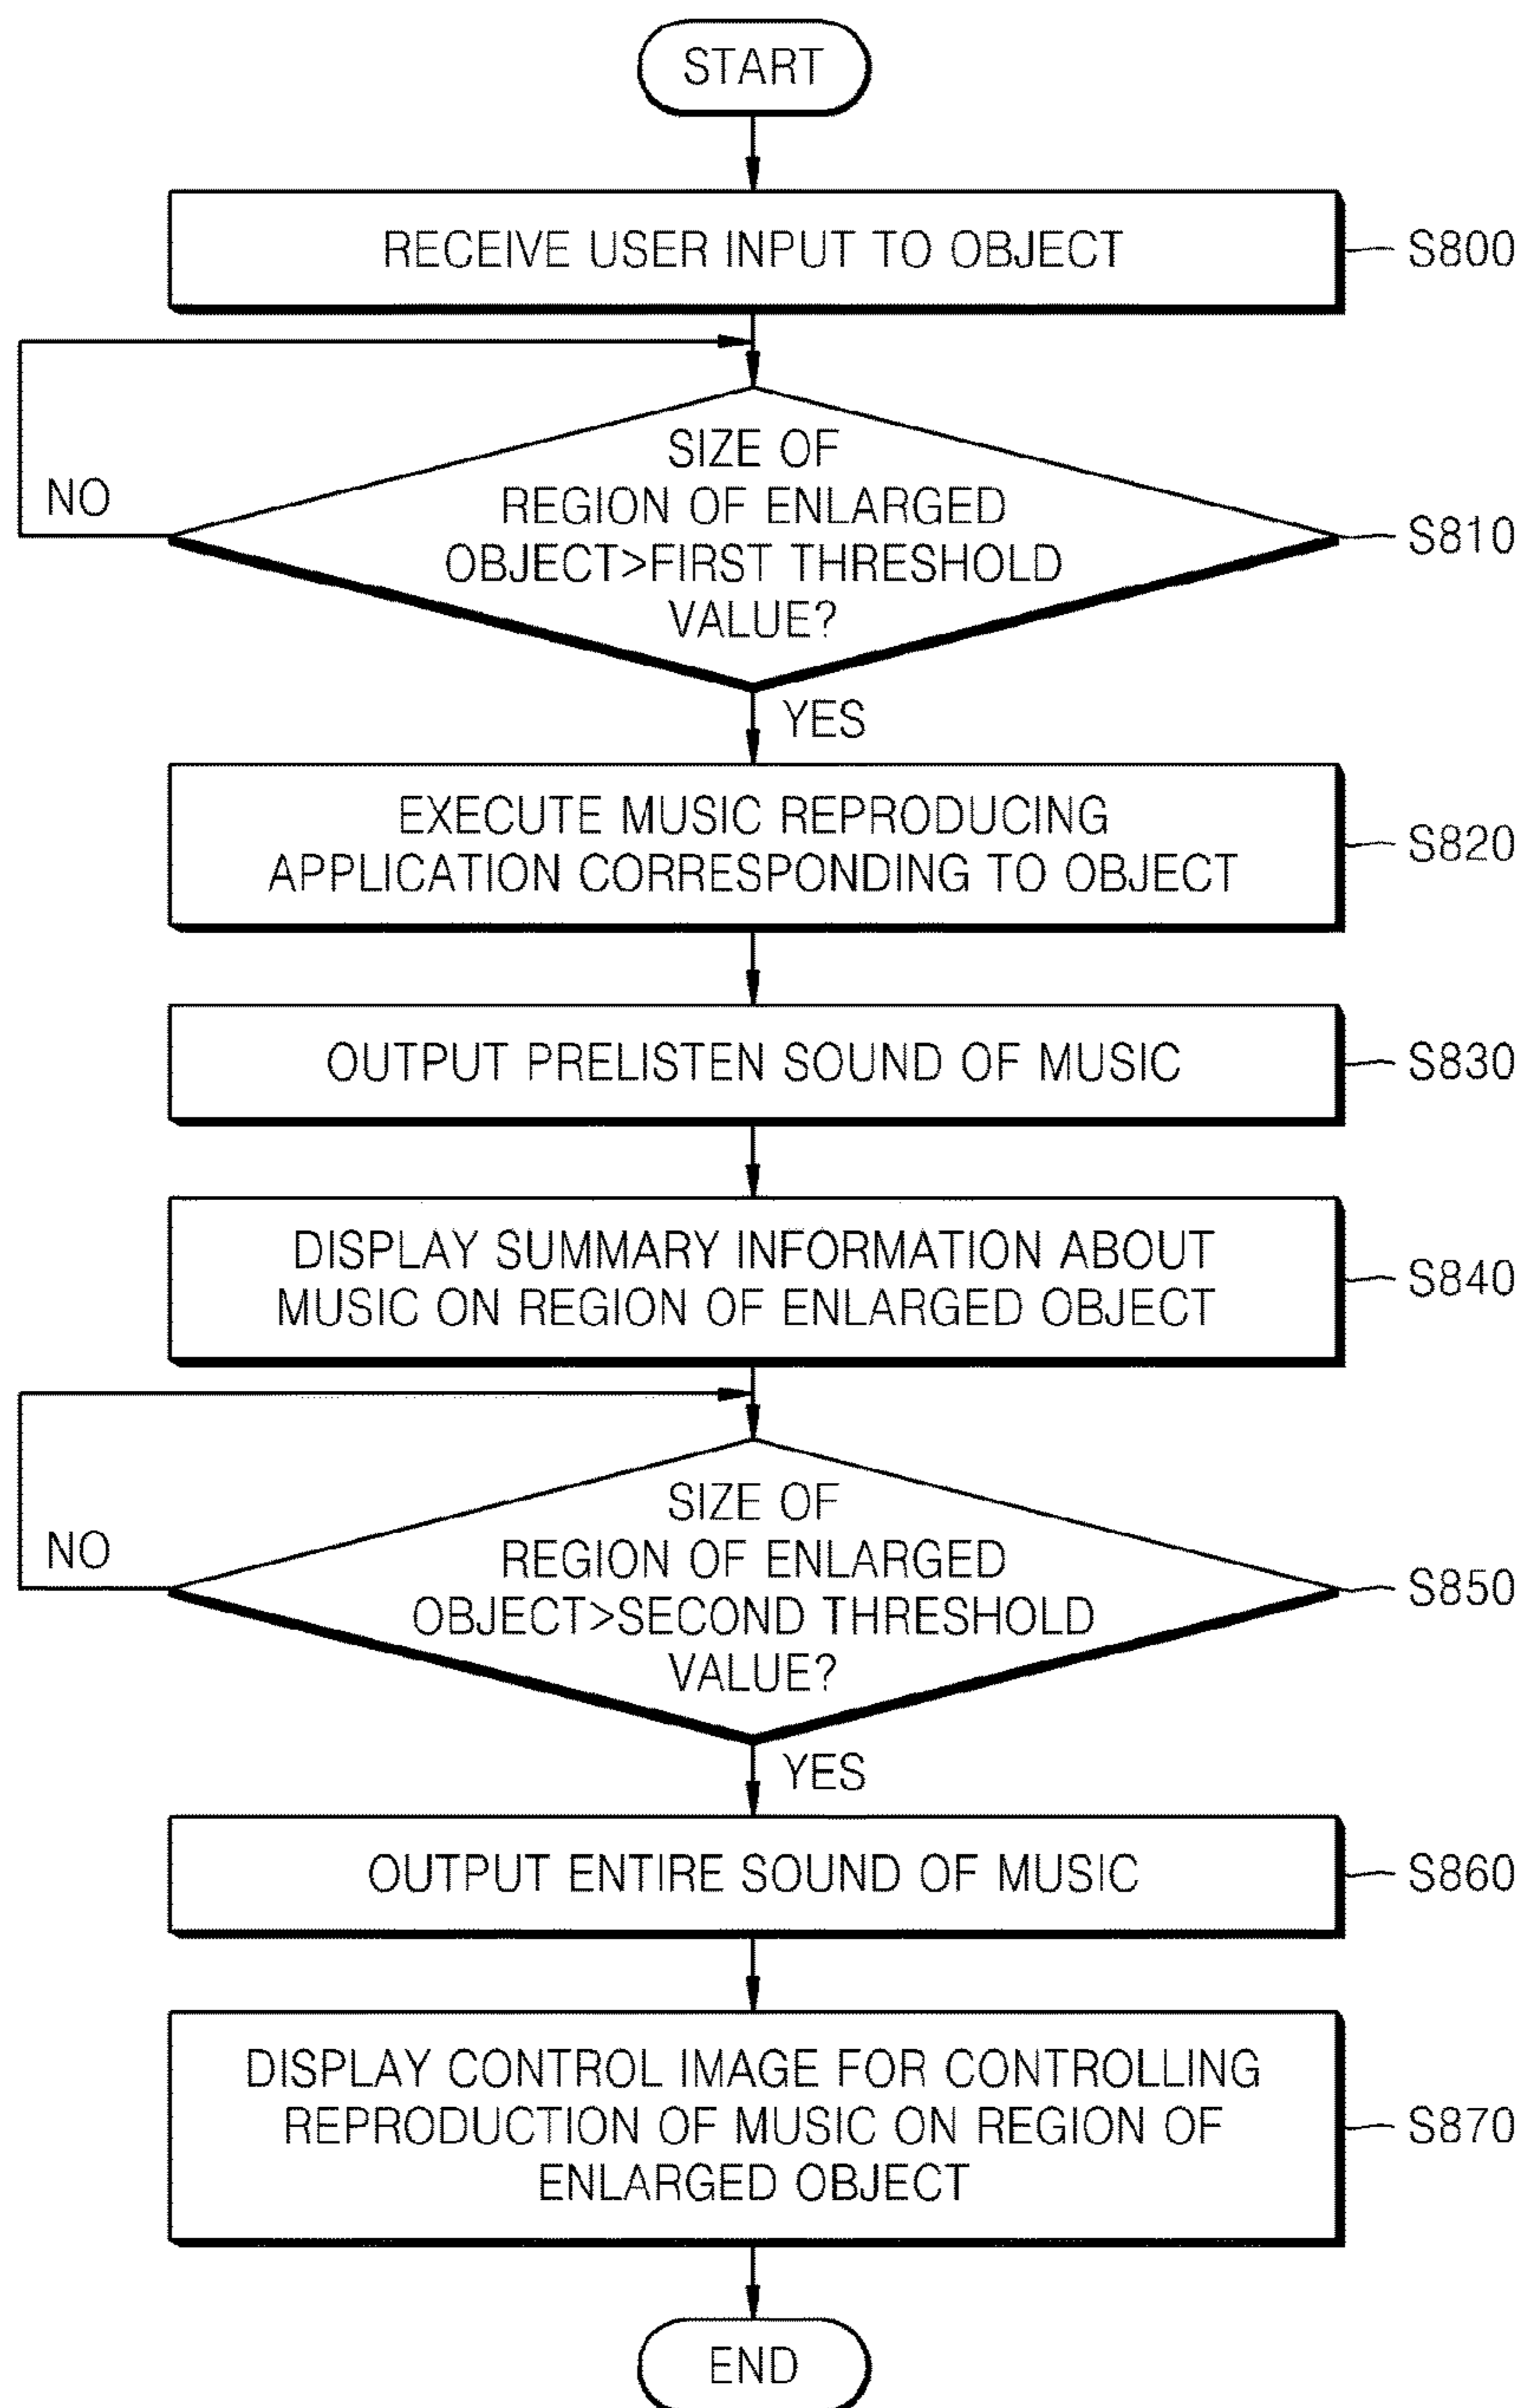 START
RECEIVE USER INPUT TO OBJECT
S800
SIZE OF
REGION OF ENLARGED
OBJECT>FIRST THRESHOLD
VALUE?
NO
S810
YES
EXECUTE MUSIC REPRODUCING
APPLICATION CORRESPONDING TO OBJECT
S820
OUTPUT PRELISTEN SOUND OF MUSIC
S830
DISPLAY SUMMARY INFORMATION ABOUT
MUSIC ON REGION OF ENLARGED OBJECT
S840
SIZE OF
REGION OF ENLARGED
OBJECT>SECOND THRESHOLD
VALUE?
NO
S850
YES
OUTPUT ENTIRE SOUND OF MUSIC
S860
DISPLAY CONTROL IMAGE FOR CONTROLLING
REPRODUCTION OF MUSIC ON REGION OF
ENLARGED OBJECT
S870
END